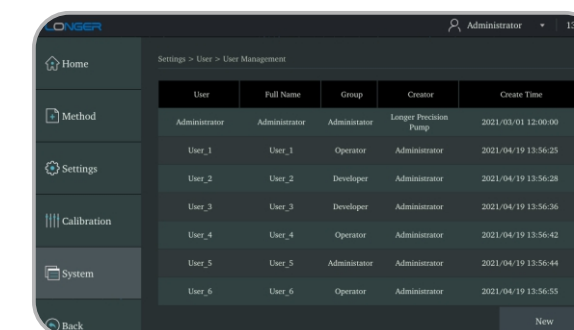 LONGER
Administrator 13
Home
Settings > User > User Management
User Full Name Group Creator Create Time
Method
Administrator Administrator Administator Longer Precision Pump 2021/03/01 12:00:00
User_1 User_1 Operator Administrator 2021/04/19 13:56:25
Settings
User_2 User_2 Developer Administrator 2021/04/19 13:56:28
User_3 User_3 Developer Administrator 2021/04/19 13:56:36
Calibration
User_4 User_4 Operator Administrator 2021/04/19 13:56:42
User_5 User_5 Administator Administrator 2021/04/19 13:56:44
System
User_6 User_6 Operator Administrator 2021/04/19 13:56:55
New
Back